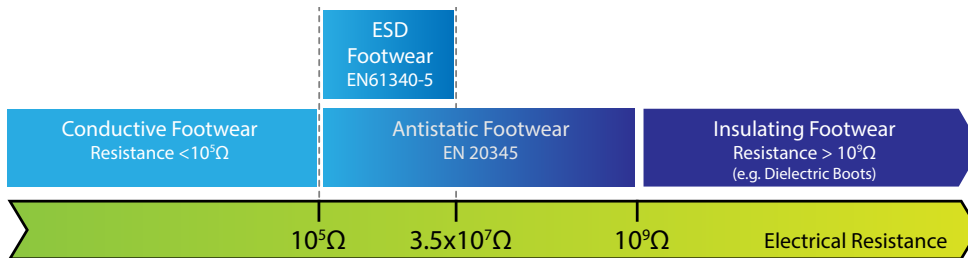 ESD
Footwear
EN61340-5
Conductive Footwear
Resistance <10⁵Ω
Antistatic Footwear
EN 20345
Insulating Footwear
Resistance > 10⁹Ω
(e.g. Dielectric Boots)
10⁵Ω
3.5x10⁷Ω
10⁹Ω
Electrical Resistance